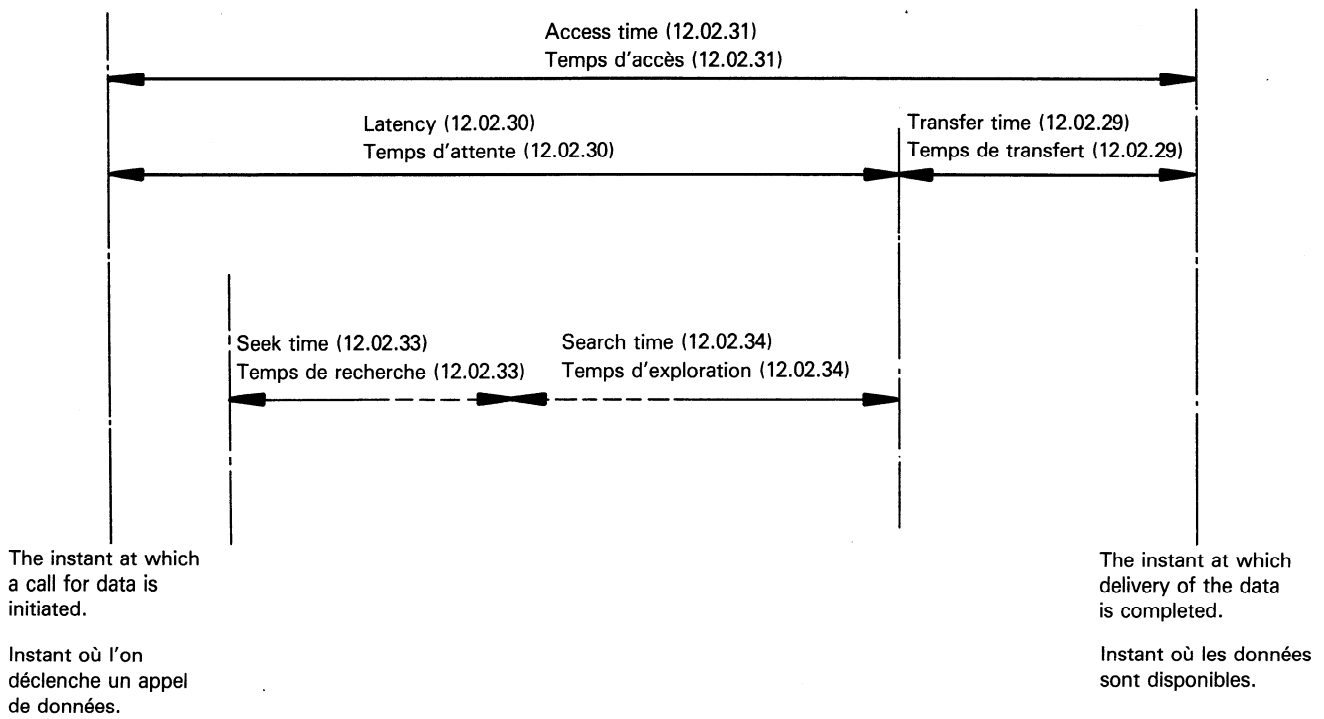 Access time (12.02.31)
Temps d'accès (12.02.31)
Latency (12.02.30)
Temps d'attente (12.02.30)
Transfer time (12.02.29)
Temps de transfert (12.02.29)
Seek time (12.02.33)
Temps de recherche (12.02.33)
Search time (12.02.34)
Temps d'exploration (12.02.34)
The instant at which
a call for data is
initiated.
Instant où l'on
déclenche un appel
de données.
The instant at which
delivery of the data
is completed.
Instant où les données
sont disponibles.